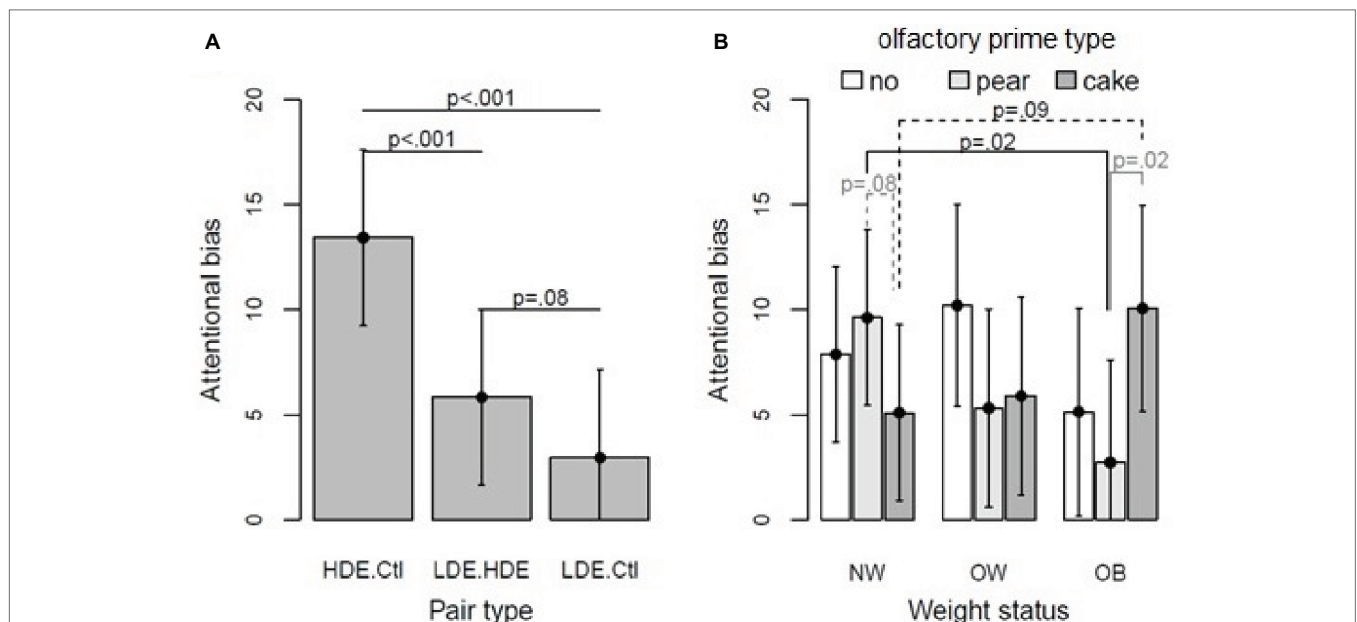 A
B
olfactory prime type
no pear cake
Attentional bias
20
15
10
5
0
p<.001
p<.001
p=.08
HDE.Ctl LDE.HDE LDE.Ctl
Pair type
Attentional bias
20
15
10
5
0
p=.09
p=.02
p=.02
p=.08
NW OW OB
Weight status